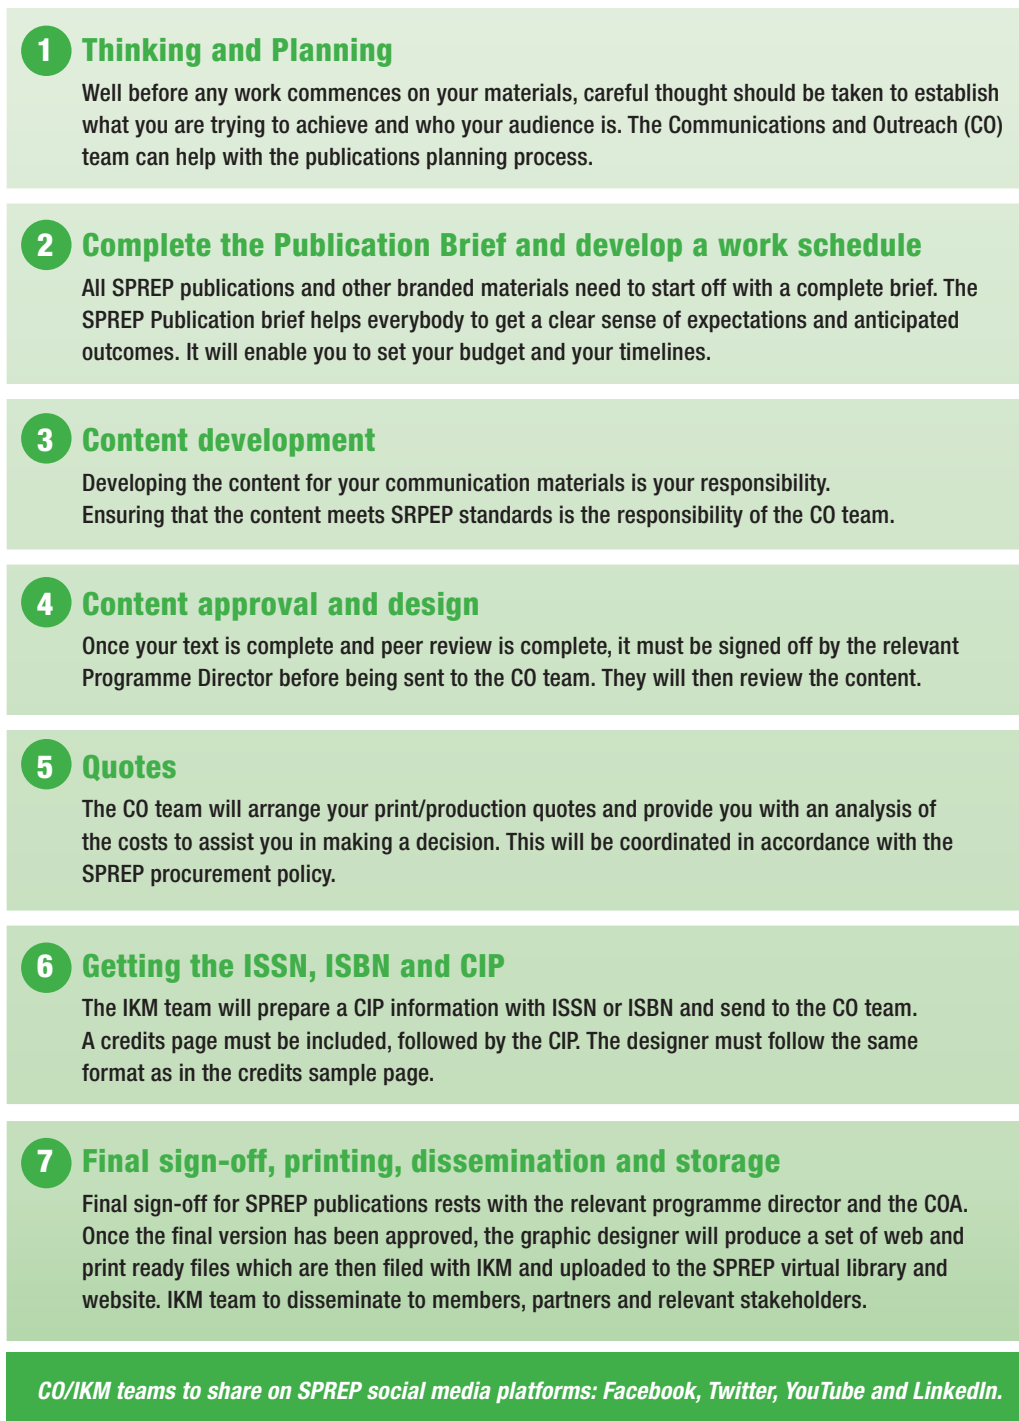 1 Thinking and Planning
Well before any work commences on your materials, careful thought should be taken to establish
what you are trying to achieve and who your audience is. The Communications and Outreach (CO)
team can help with the publications planning process.
2 Complete the Publication Brief and develop a work schedule
All SPREP publications and other branded materials need to start off with a complete brief. The
SPREP Publication brief helps everybody to get a clear sense of expectations and anticipated
outcomes. It will enable you to set your budget and your timelines.
3 Content development
Developing the content for your communication materials is your responsibility.
Ensuring that the content meets SRPEP standards is the responsibility of the CO team.
4 Content approval and design
Once your text is complete and peer review is complete, it must be signed off by the relevant
Programme Director before being sent to the CO team. They will then review the content.
5 Quotes
The CO team will arrange your print/production quotes and provide you with an analysis of
the costs to assist you in making a decision. This will be coordinated in accordance with the
SPREP procurement policy.
6 Getting the ISSN, ISBN and CIP
The IKM team will prepare a CIP information with ISSN or ISBN and send to the CO team.
A credits page must be included, followed by the CIP. The designer must follow the same
format as in the credits sample page.
7 Final sign-off, printing, dissemination and storage
Final sign-off for SPREP publications rests with the relevant programme director and the COA.
Once the final version has been approved, the graphic designer will produce a set of web and
print ready files which are then filed with IKM and uploaded to the SPREP virtual library and
website. IKM team to disseminate to members, partners and relevant stakeholders.
CO/IKM teams to share on SPREP social media platforms: Facebook, Twitter, YouTube and LinkedIn.